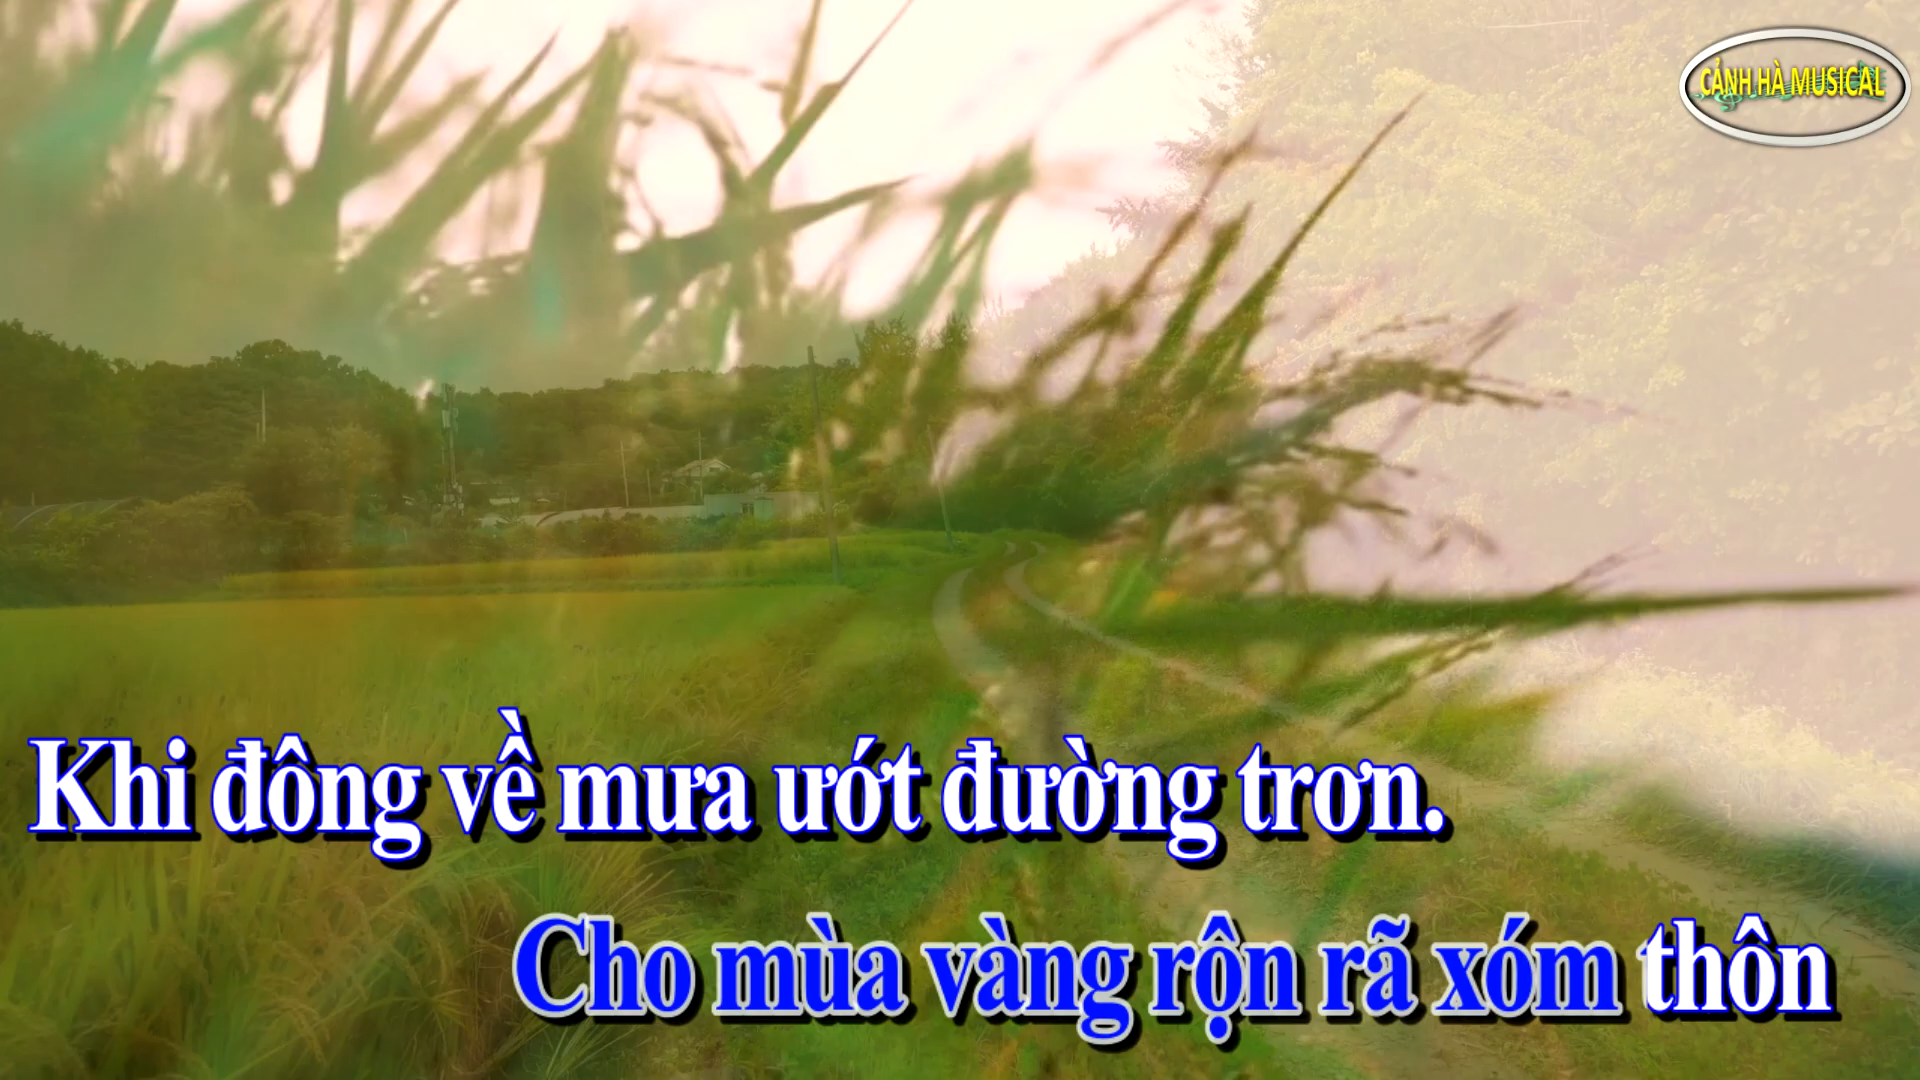 CẢNH HÀ MUSICAL
Khi đông về mưa ướt đường trơn.
Cho mùa vàng rộn rã xóm thôn